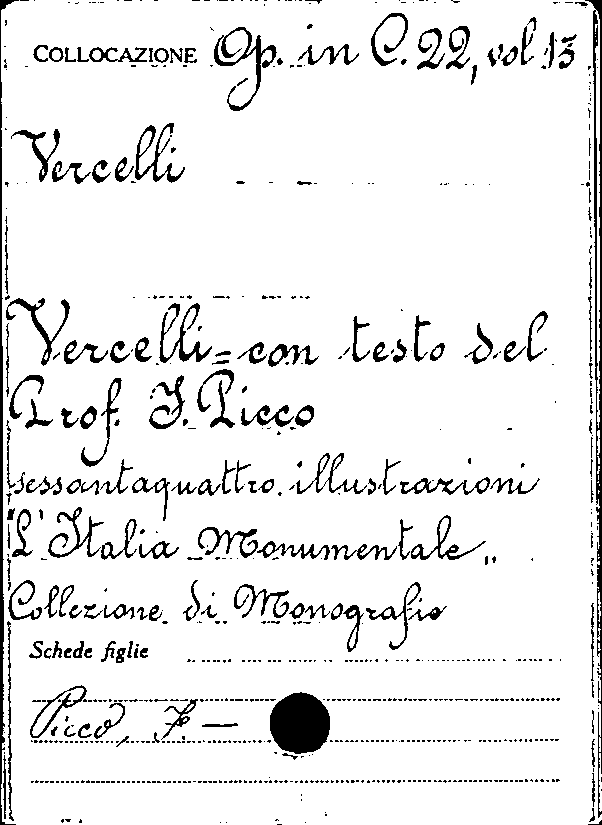 COLLOCAZIONE Op. in C. 22, vol 13
Vercelli
Vercelli = con testo del
Prof. F. Picco
sessantaquattro illustrazioni
"L'Italia Monumentale„
Collezione di Monografie
Schede figlie
Picco, F. —